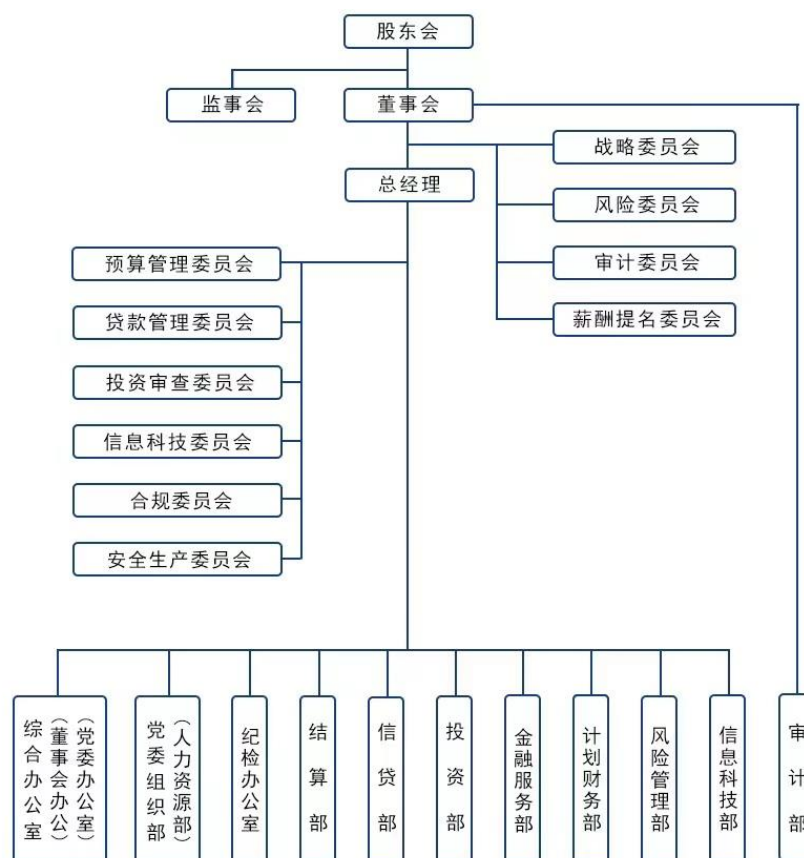 股东会
监事会
董事会
战略委员会
总经理
风险委员会
预算管理委员会
审计委员会
贷款管理委员会
薪酬提名委员会
投资审查委员会
信息科技委员会
合规委员会
安全生产委员会
综合办公室
（董事会办公）
（党委办公室）
党委组织部
（人力资源部）
纪检办公室
结算部
信贷部
投资部
金融服务部
计划财务部
风险管理部
信息科技部
审计部